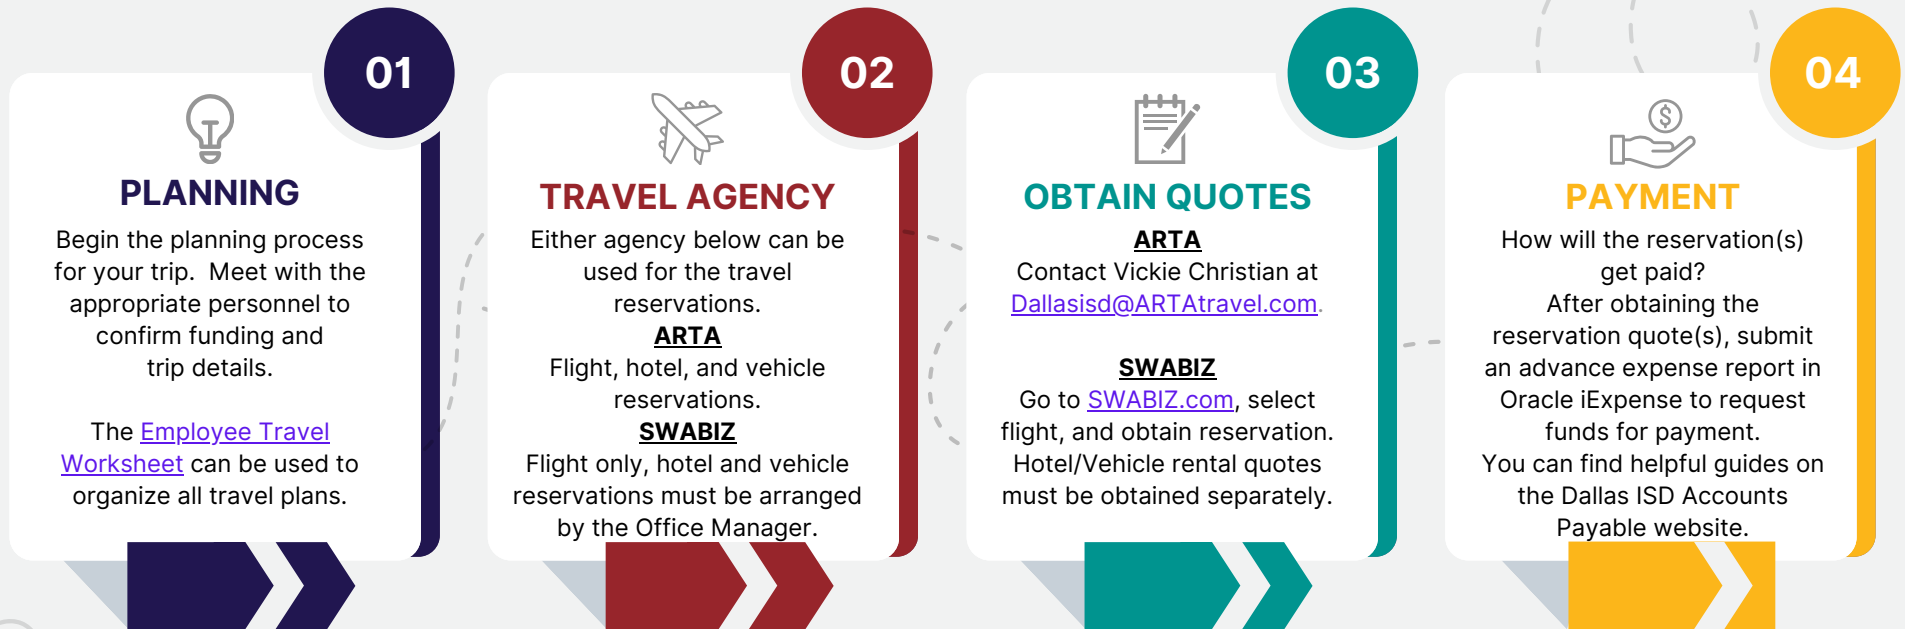 01
PLANNING
Begin the planning process
for your trip.  Meet with the
appropriate personnel to
confirm funding and
trip details.
The Employee Travel
Worksheet can be used to
organize all travel plans.
02
TRAVEL AGENCY
Either agency below can be
used for the travel
reservations.
ARTA
Flight, hotel, and vehicle
reservations.
SWABIZ
Flight only, hotel and vehicle
reservations must be arranged
by the Office Manager.
03
OBTAIN QUOTES
ARTA
Contact Vickie Christian at
Dallasisd@ARTAtravel.com.
SWABIZ
Go to SWABIZ.com, select
flight, and obtain reservation.
Hotel/Vehicle rental quotes
must be obtained separately.
04
PAYMENT
How will the reservation(s)
get paid?
After obtaining the
reservation quote(s), submit
an advance expense report in
Oracle iExpense to request
funds for payment.
You can find helpful guides on
the Dallas ISD Accounts
Payable website.